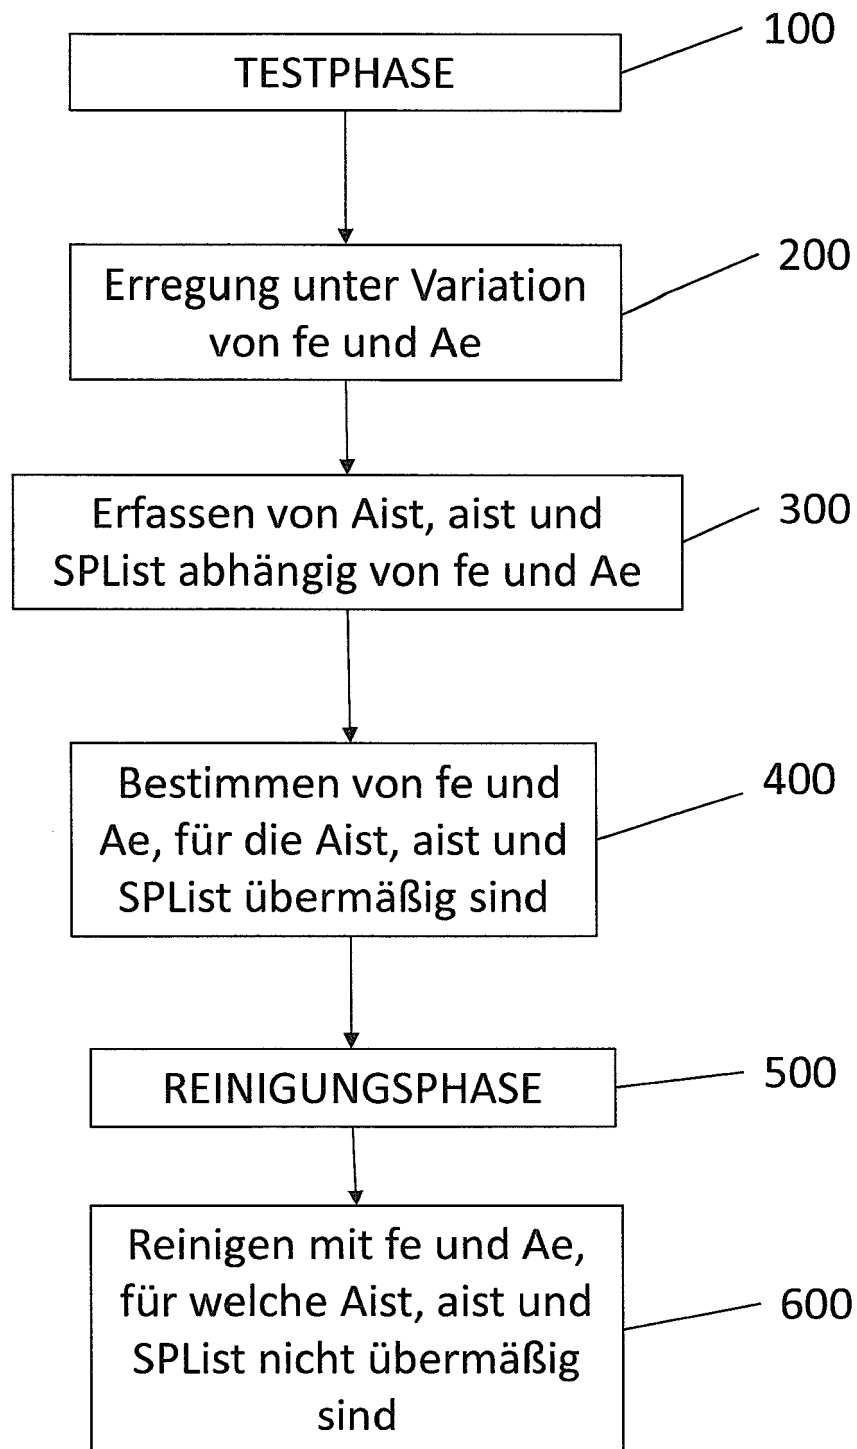 100
TESTPHASE
200
Erregung unter Variation
von fe und Ae
300
Erfassen von Aist, aist und
SPList abhängig von fe und Ae
400
Bestimmen von fe und
Ae, für die Aist, aist und
SPList übermäßig sind
500
REINIGUNGSPHASE
Reinigen mit fe und Ae,
für welche Aist, aist und
600
SPList nicht übermäßig
sind